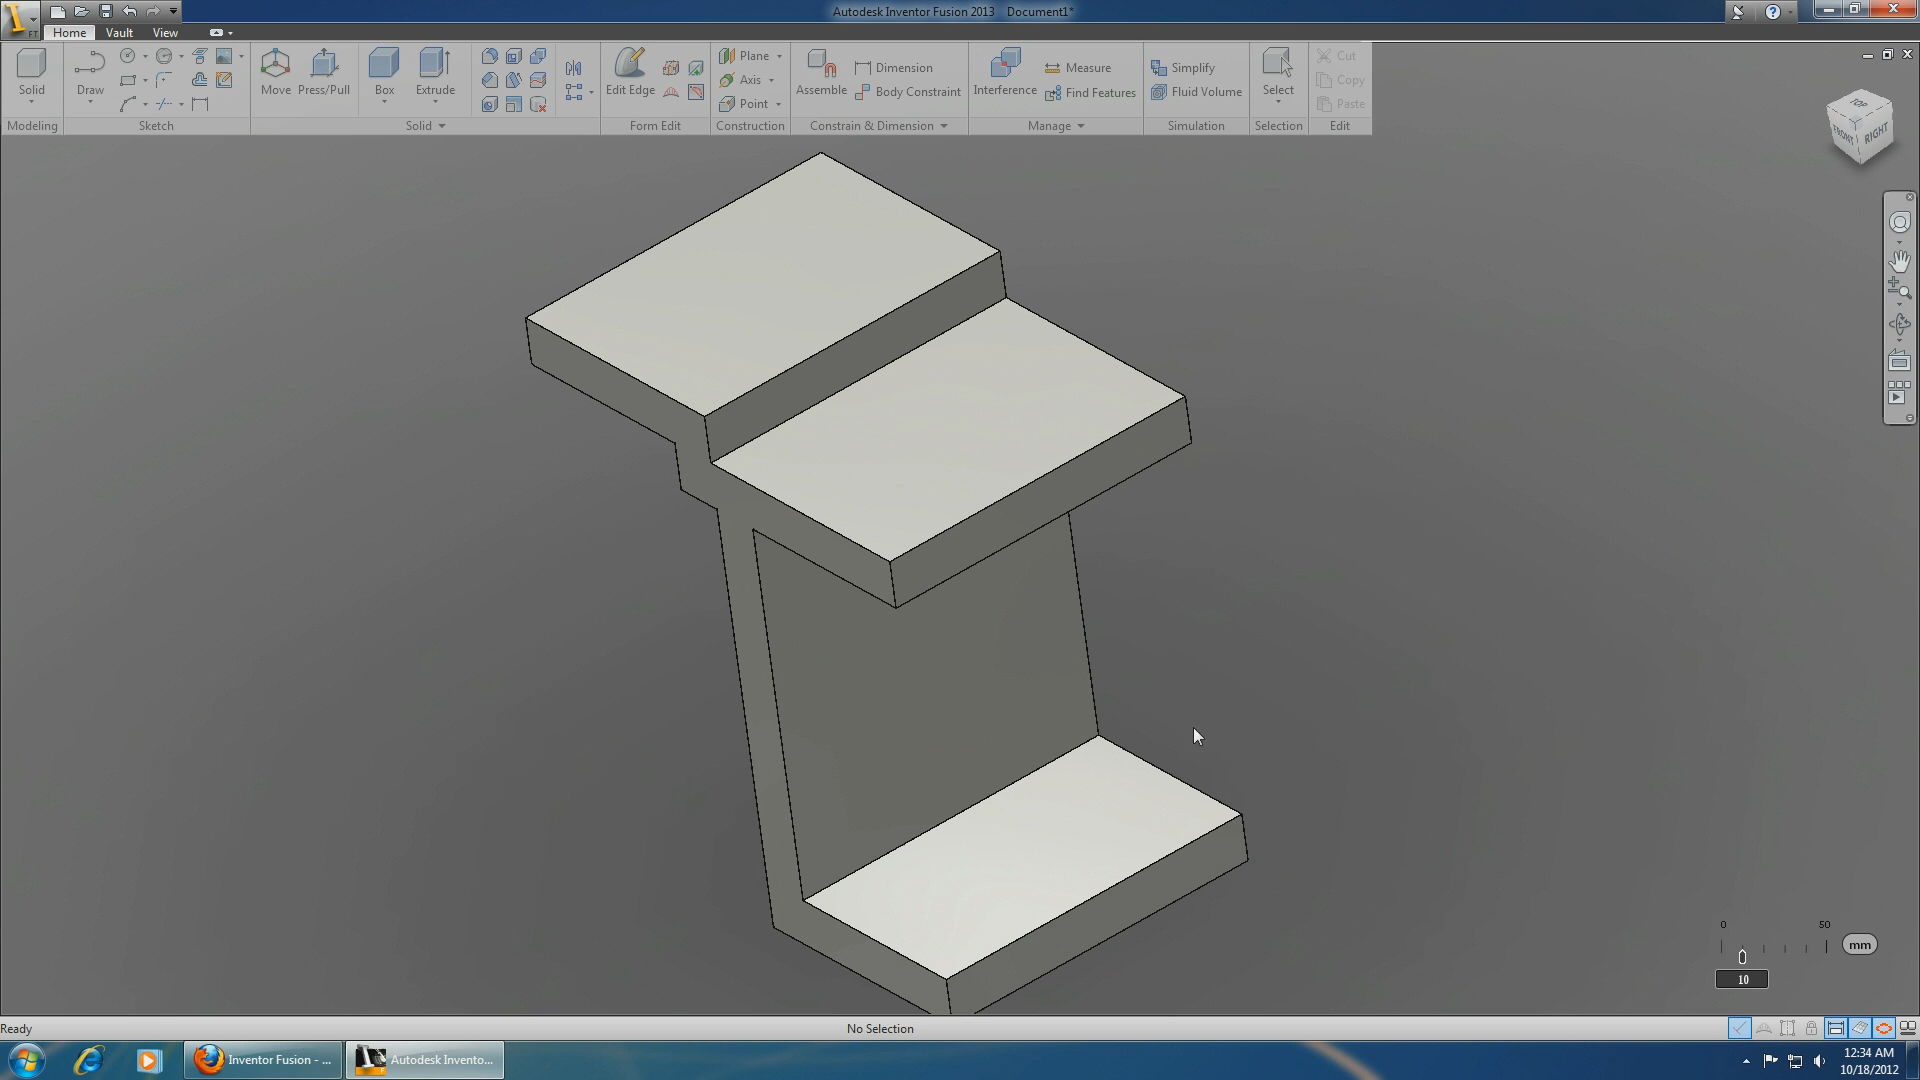 Autodesk Inventor Fusion 2013 Document1*
FT
Home Vault View
Solid
Draw
Move
Press/Pull
Box
Extrude
Edit Edge
Plane
Axis
Point
Assemble
Dimension
Body Constraint
Interference
Measure
Find Features
Simplify
Fluid Volume
Select
Cut
Copy
Paste
Modeling Sketch Solid Form Edit Construction Constrain & Dimension Manage Simulation Selection Edit
TOP
FRONT
RIGHT
0 50
mm
10
Ready No Selection
Inventor Fusion - ...
Autodesk Invento...
12:34 AM
10/18/2012